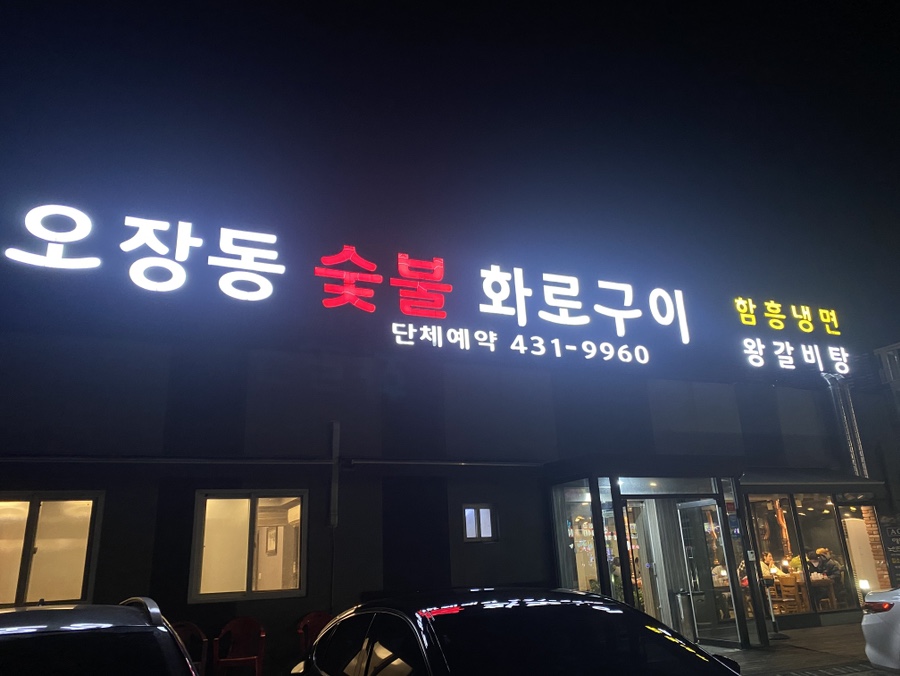 오장동 숯불 화로구이
단체예약 431-9960
함흥냉면
왕갈비탕